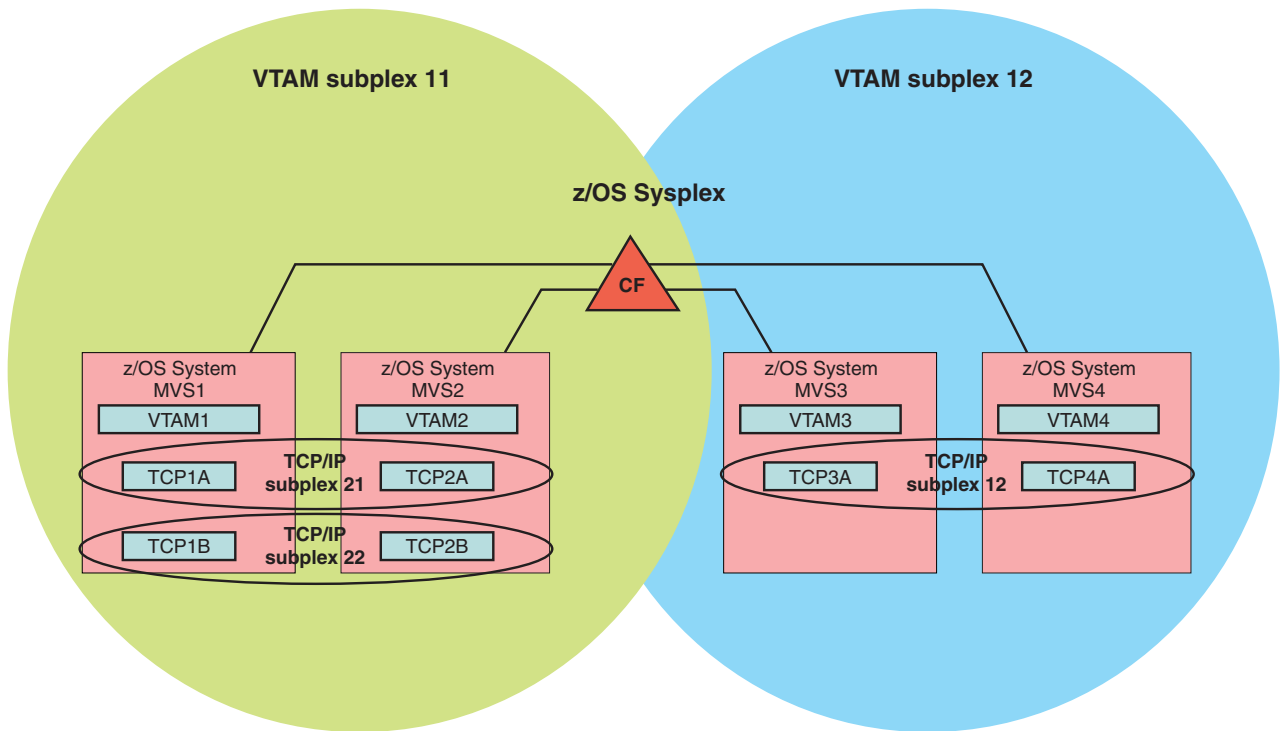 VTAM subplex 11
VTAM subplex 12
z/OS Sysplex
CF
z/OS System
MVS1
VTAM1
z/OS System
MVS2
VTAM2
z/OS System
MVS3
VTAM3
z/OS System
MVS4
VTAM4
TCP1A
TCP/IP
subplex 21
TCP2A
TCP3A
TCP/IP
subplex 12
TCP4A
TCP1B
TCP/IP
subplex 22
TCP2B